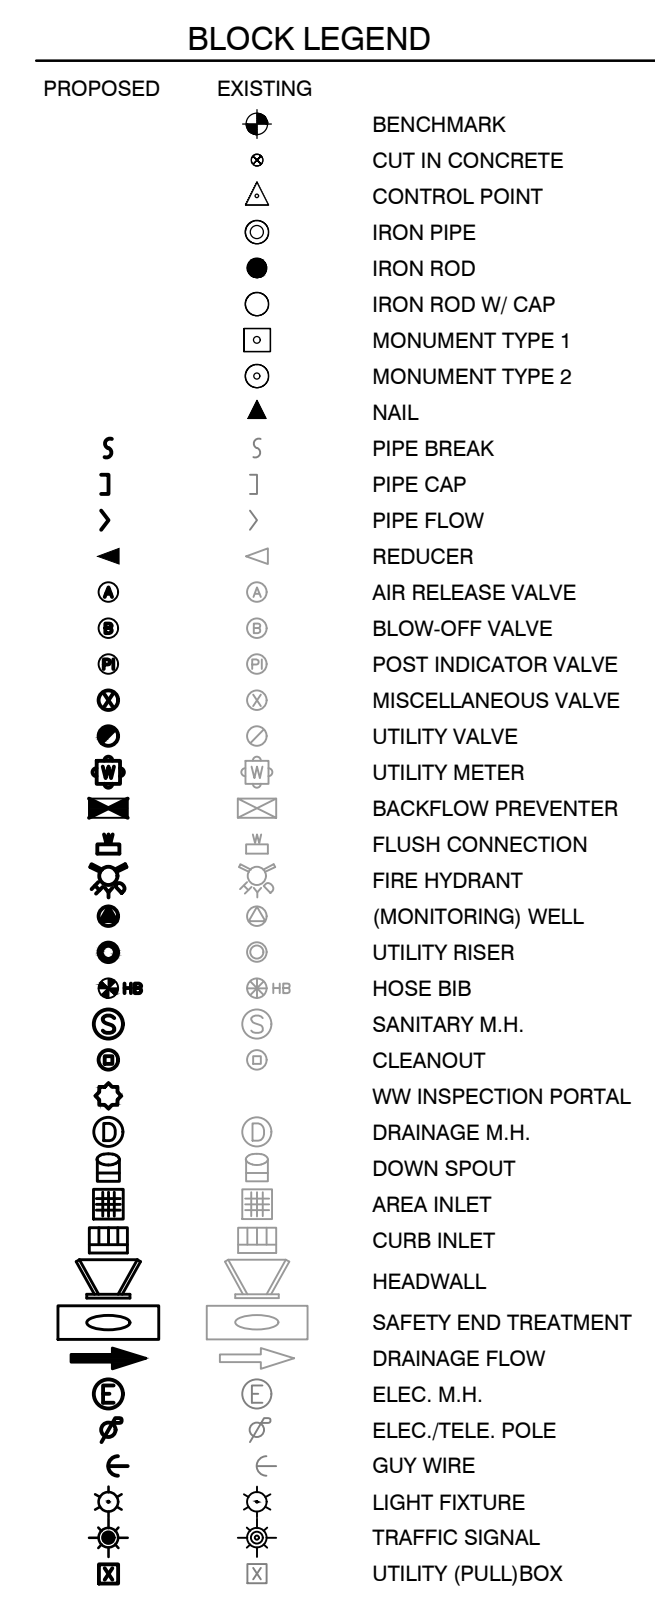 BLOCK LEGEND
PROPOSED EXISTING
BENCHMARK
CUT IN CONCRETE
CONTROL POINT
IRON PIPE
IRON ROD
IRON ROD W/ CAP
MONUMENT TYPE 1
MONUMENT TYPE 2
NAIL
PIPE BREAK
PIPE CAP
PIPE FLOW
REDUCER
A A AIR RELEASE VALVE
B B BLOW-OFF VALVE
PI PI POST INDICATOR VALVE
X X MISCELLANEOUS VALVE
UTILITY VALVE
W W UTILITY METER
BACKFLOW PREVENTER
W W FLUSH CONNECTION
FIRE HYDRANT
(MONITORING) WELL
UTILITY RISER
HB HB HOSE BIB
S S SANITARY M.H.
CLEANOUT
WW INSPECTION PORTAL
D D DRAINAGE M.H.
DOWN SPOUT
AREA INLET
CURB INLET
HEADWALL
SAFETY END TREATMENT
DRAINAGE FLOW
E E ELEC. M.H.
ELEC./TELE. POLE
GUY WIRE
LIGHT FIXTURE
TRAFFIC SIGNAL
X X UTILITY (PULL)BOX